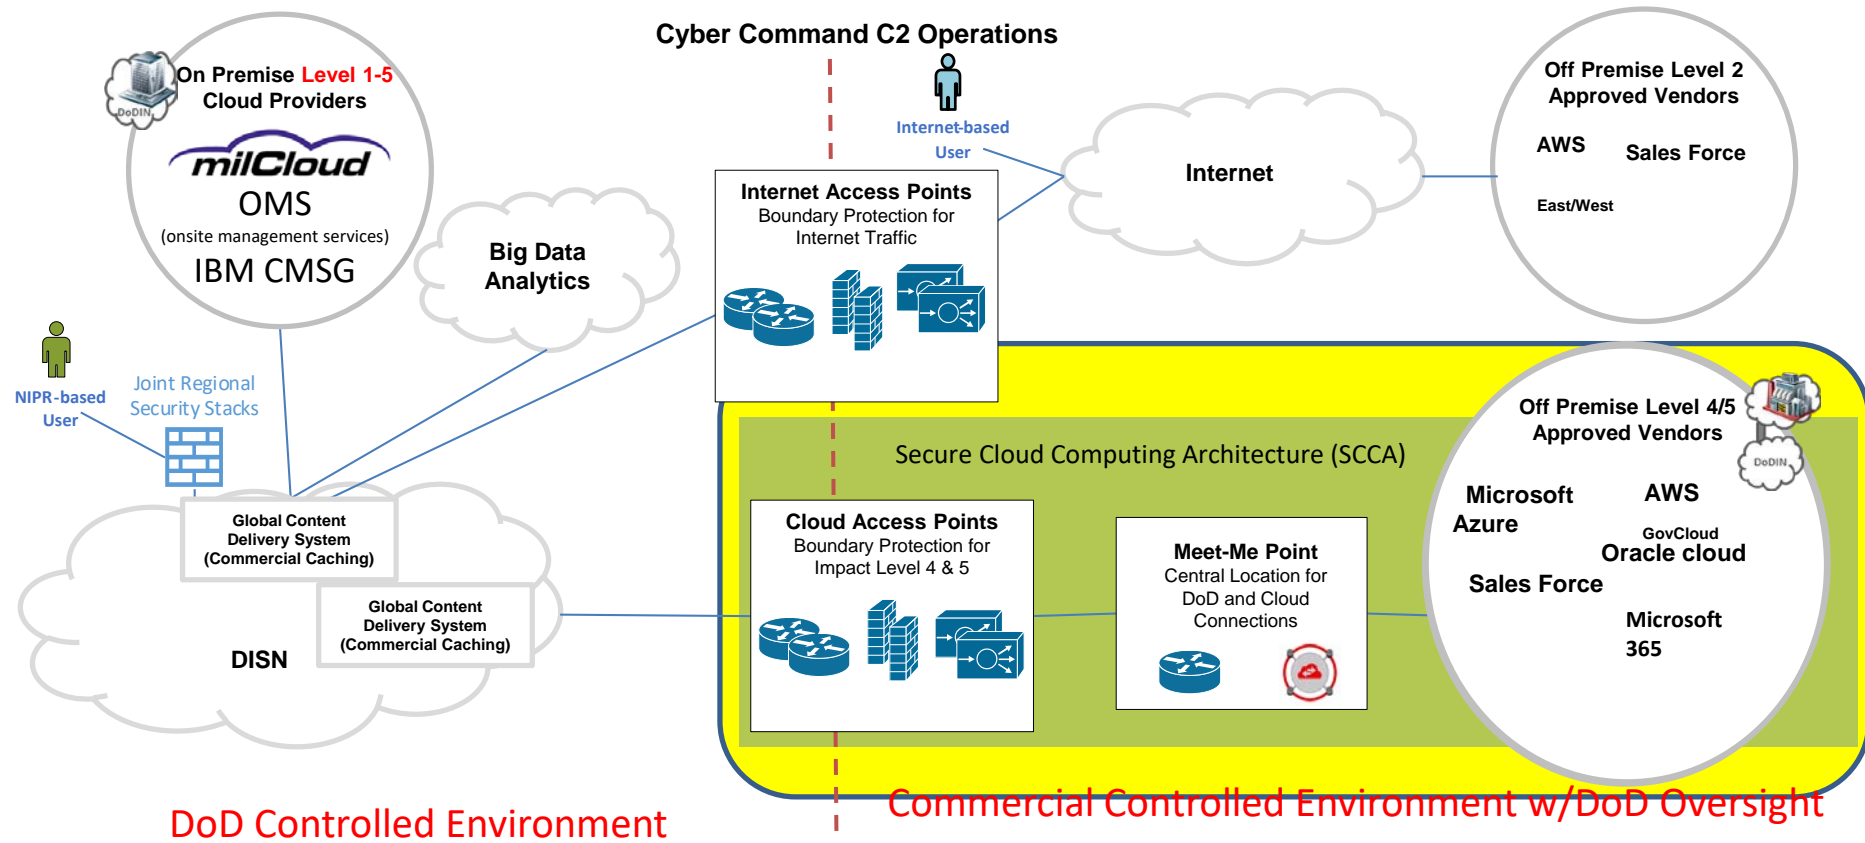 Cyber Command C2 Operations
On Premise Level 1-5
Cloud Providers
DoDIN
milCloud
OMS
(onsite management services)
IBM CMSG
Big Data
Analytics
NIPR-based
User
Joint Regional
Security Stacks
Global Content
Delivery System
(Commercial Caching)
Global Content
Delivery System
(Commercial Caching)
DISN
Internet-based
User
Internet Access Points
Boundary Protection for
Internet Traffic
Internet
Off Premise Level 2
Approved Vendors
AWS
Sales Force
East/West
Secure Cloud Computing Architecture (SCCA)
Cloud Access Points
Boundary Protection for
Impact Level 4 & 5
Meet-Me Point
Central Location for
DoD and Cloud
Connections
Off Premise Level 4/5
Approved Vendors
DoDIN
Microsoft
Azure
AWS
GovCloud
Oracle cloud
Sales Force
Microsoft
365
DoD Controlled Environment
Commercial Controlled Environment w/DoD Oversight